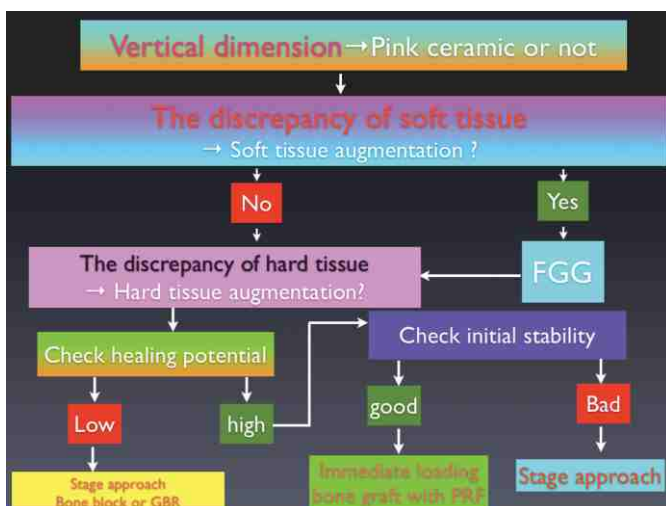 Vertical dimension→Pink ceramic or not
The discrepancy of soft tissue
→ Soft tissue augmentation ?
No
Yes
The discrepancy of hard tissue
→ Hard tissue augmentation?
FGG
Check healing potential
Check initial stability
Low
high
good
Bad
Stage approach
Bone block or GBR
Immediate loading
bone graft with PRF
Stage approach